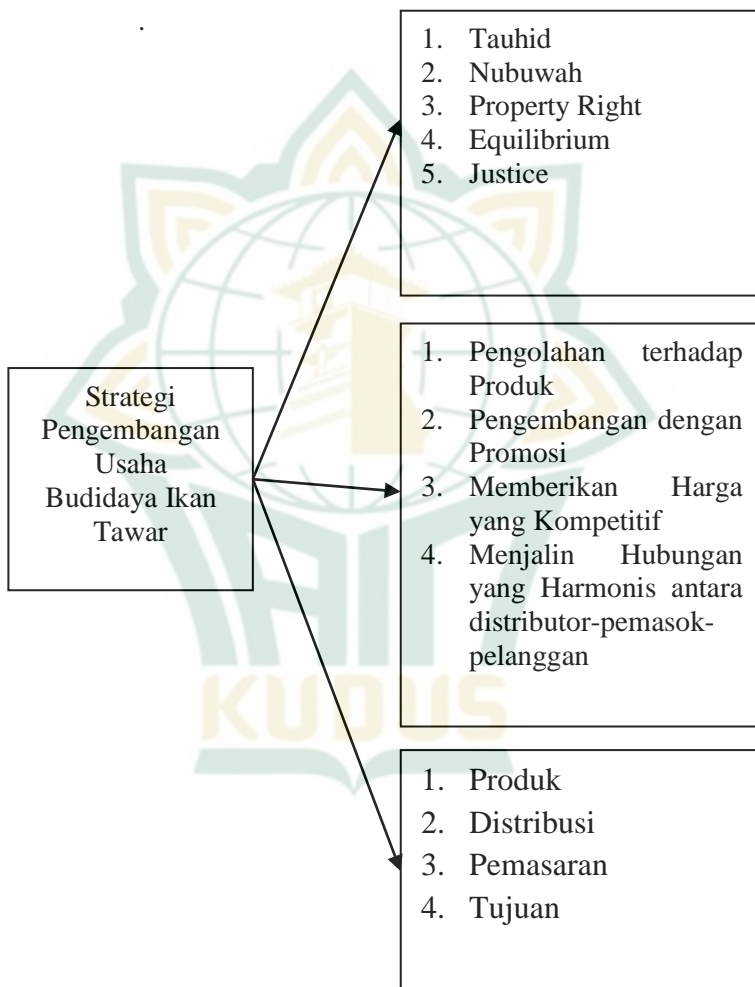 .
Strategi
Pengembangan
Usaha
Budidaya Ikan
Tawar
1. Tauhid
2. Nubuwah
3. Property Right
4. Equilibrium
5. Justice
1. Pengolahan terhadap
Produk
2. Pengembangan dengan
Promosi
3. Memberikan Harga
yang Kompetitif
4. Menjalin Hubungan
yang Harmonis antara
distributor-pemasok-
pelanggan
1. Produk
2. Distribusi
3. Pemasaran
4. Tujuan
IAIN
KUDUS